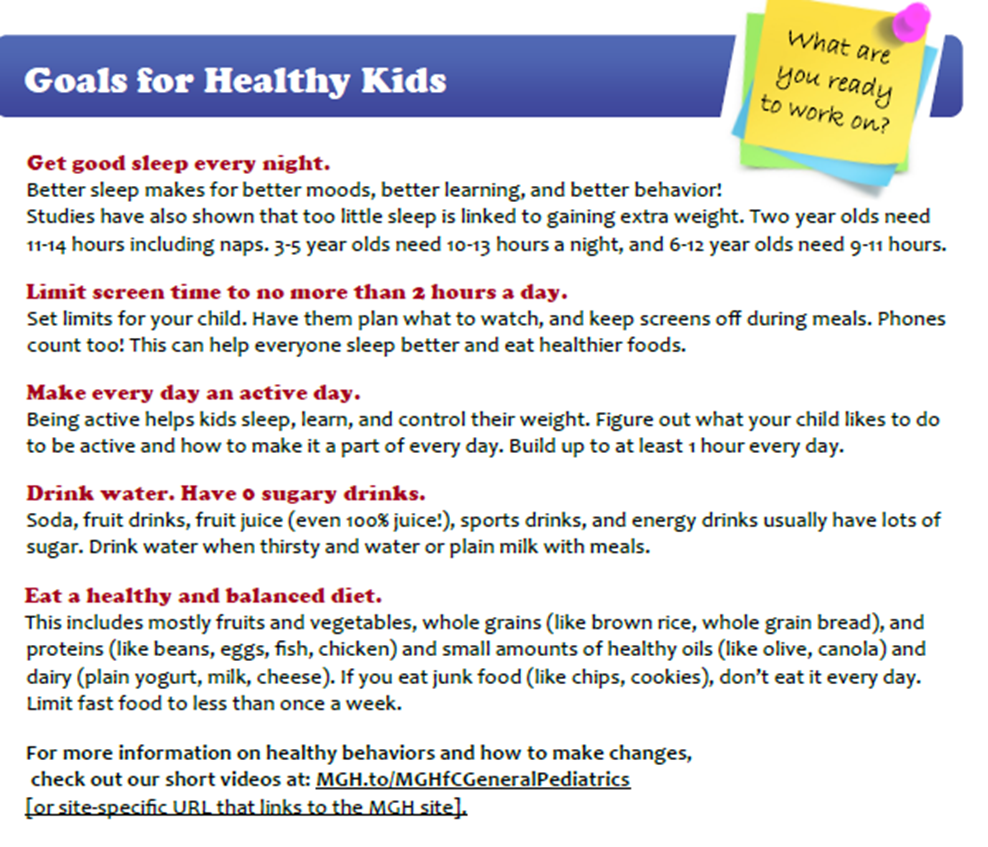 Goals for Healthy Kids
What are
you ready
to work on?
Get good sleep every night.
Better sleep makes for better moods, better learning, and better behavior!
Studies have also shown that too little sleep is linked to gaining extra weight. Two year olds need
11-14 hours including naps. 3-5 year olds need 10-13 hours a night, and 6-12 year olds need 9-11 hours.
Limit screen time to no more than 2 hours a day.
Set limits for your child. Have them plan what to watch, and keep screens off during meals. Phones
count too! This can help everyone sleep better and eat healthier foods.
Make every day an active day.
Being active helps kids sleep, learn, and control their weight. Figure out what your child likes to do
to be active and how to make it a part of every day. Build up to at least 1 hour every day.
Drink water. Have 0 sugary drinks.
Soda, fruit drinks, fruit juice (even 100% juice!), sports drinks, and energy drinks usually have lots of
sugar. Drink water when thirsty and water or plain milk with meals.
Eat a healthy and balanced diet.
This includes mostly fruits and vegetables, whole grains (like brown rice, whole grain bread), and
proteins (like beans, eggs, fish, chicken) and small amounts of healthy oils (like olive, canola) and
dairy (plain yogurt, milk, cheese). If you eat junk food (like chips, cookies), don't eat it every day.
Limit fast food to less than once a week.
For more information on healthy behaviors and how to make changes,
check out our short videos at: MGH.to/MGHfCGeneralPediatrics
[or site-specific URL that links to the MGH site].